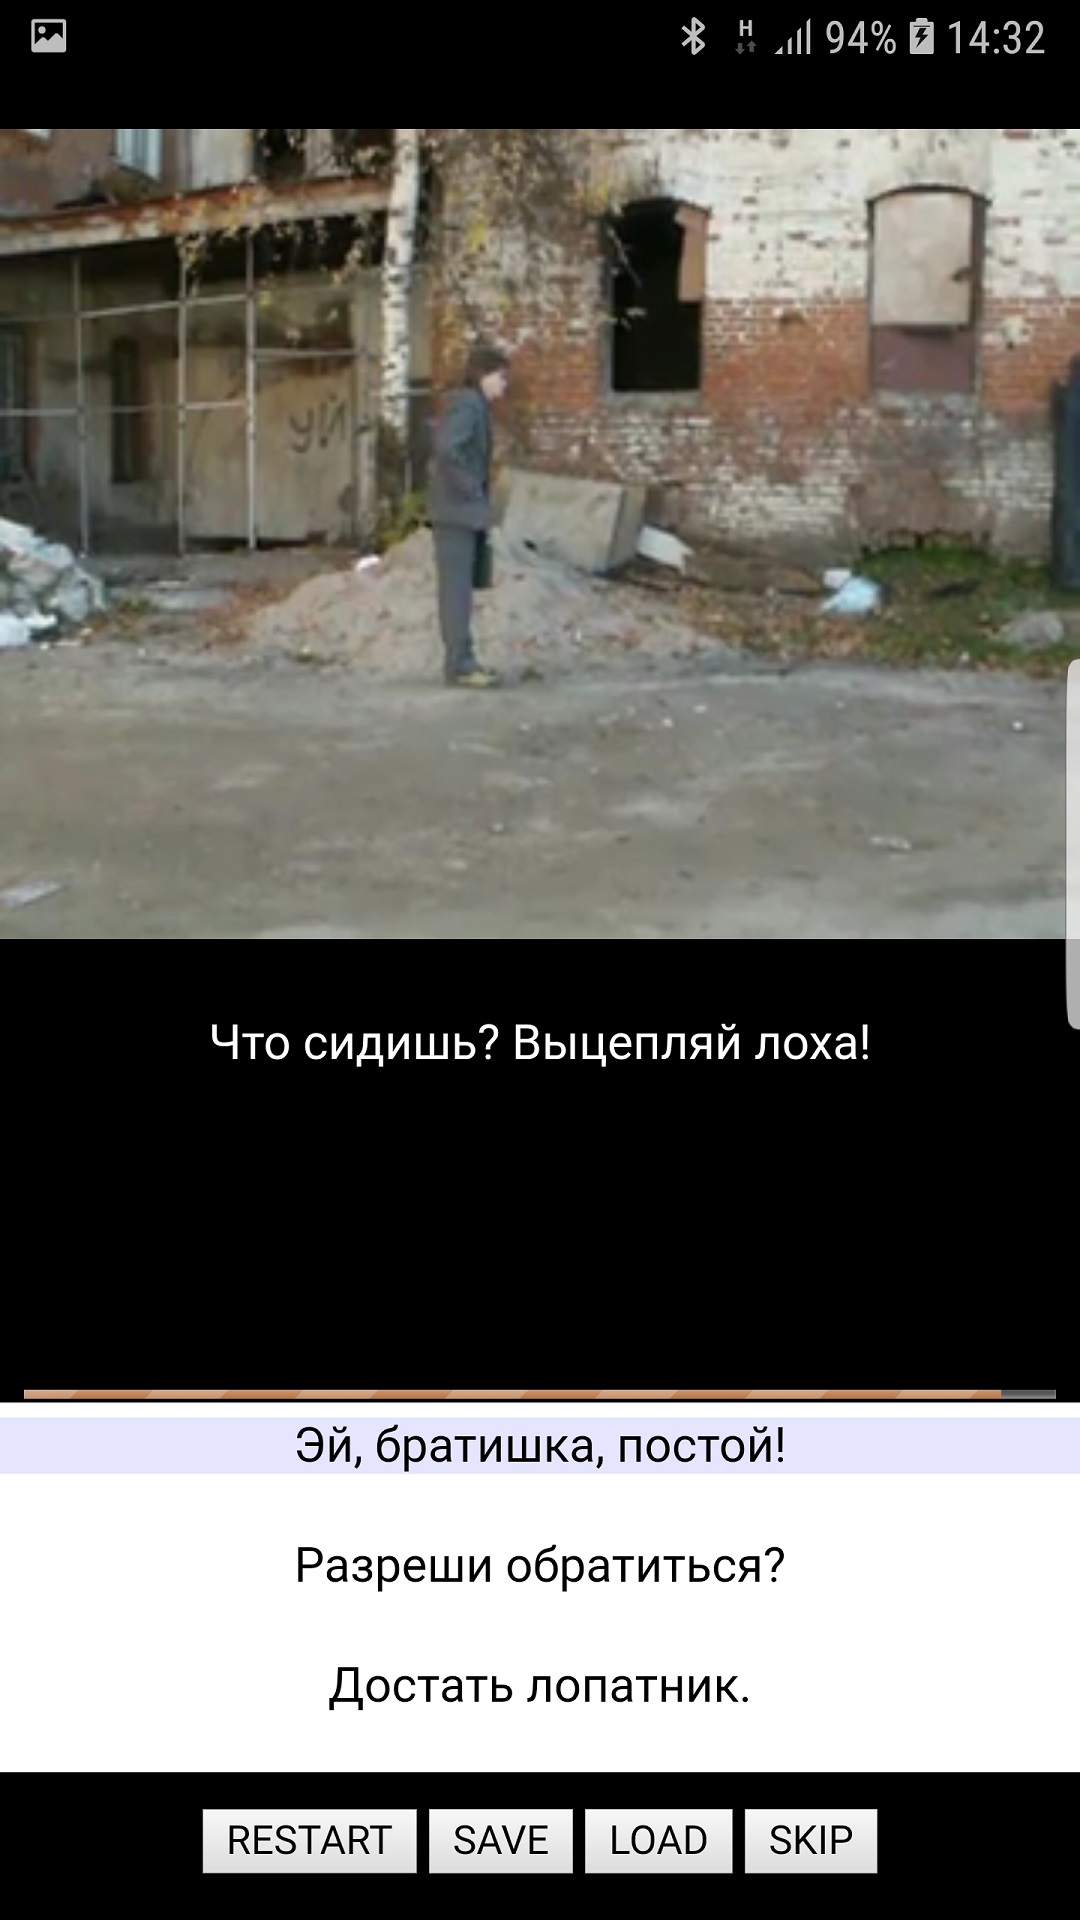 H 94% 14:32
УЙ
Что сидишь? Выцепляй лоха!
Эй, братишка, постой!
Разреши обратиться?
Достать лопатник.
RESTART SAVE LOAD SKIP